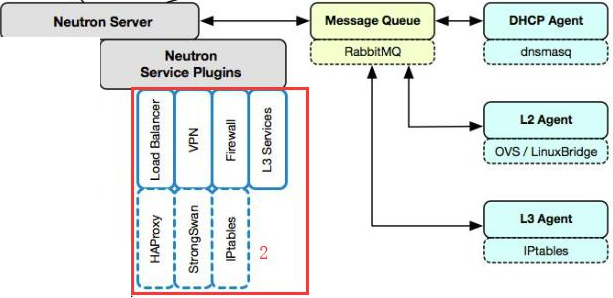 Neutron Server
Message Queue
RabbitMQ
DHCP Agent
dnsmasq
Neutron
Service Plugins
Load Balancer
VPN
Firewall
L3 Services
HAProxy
StrongSwan
IPtables
2
L2 Agent
OVS / LinuxBridge
L3 Agent
IPtables